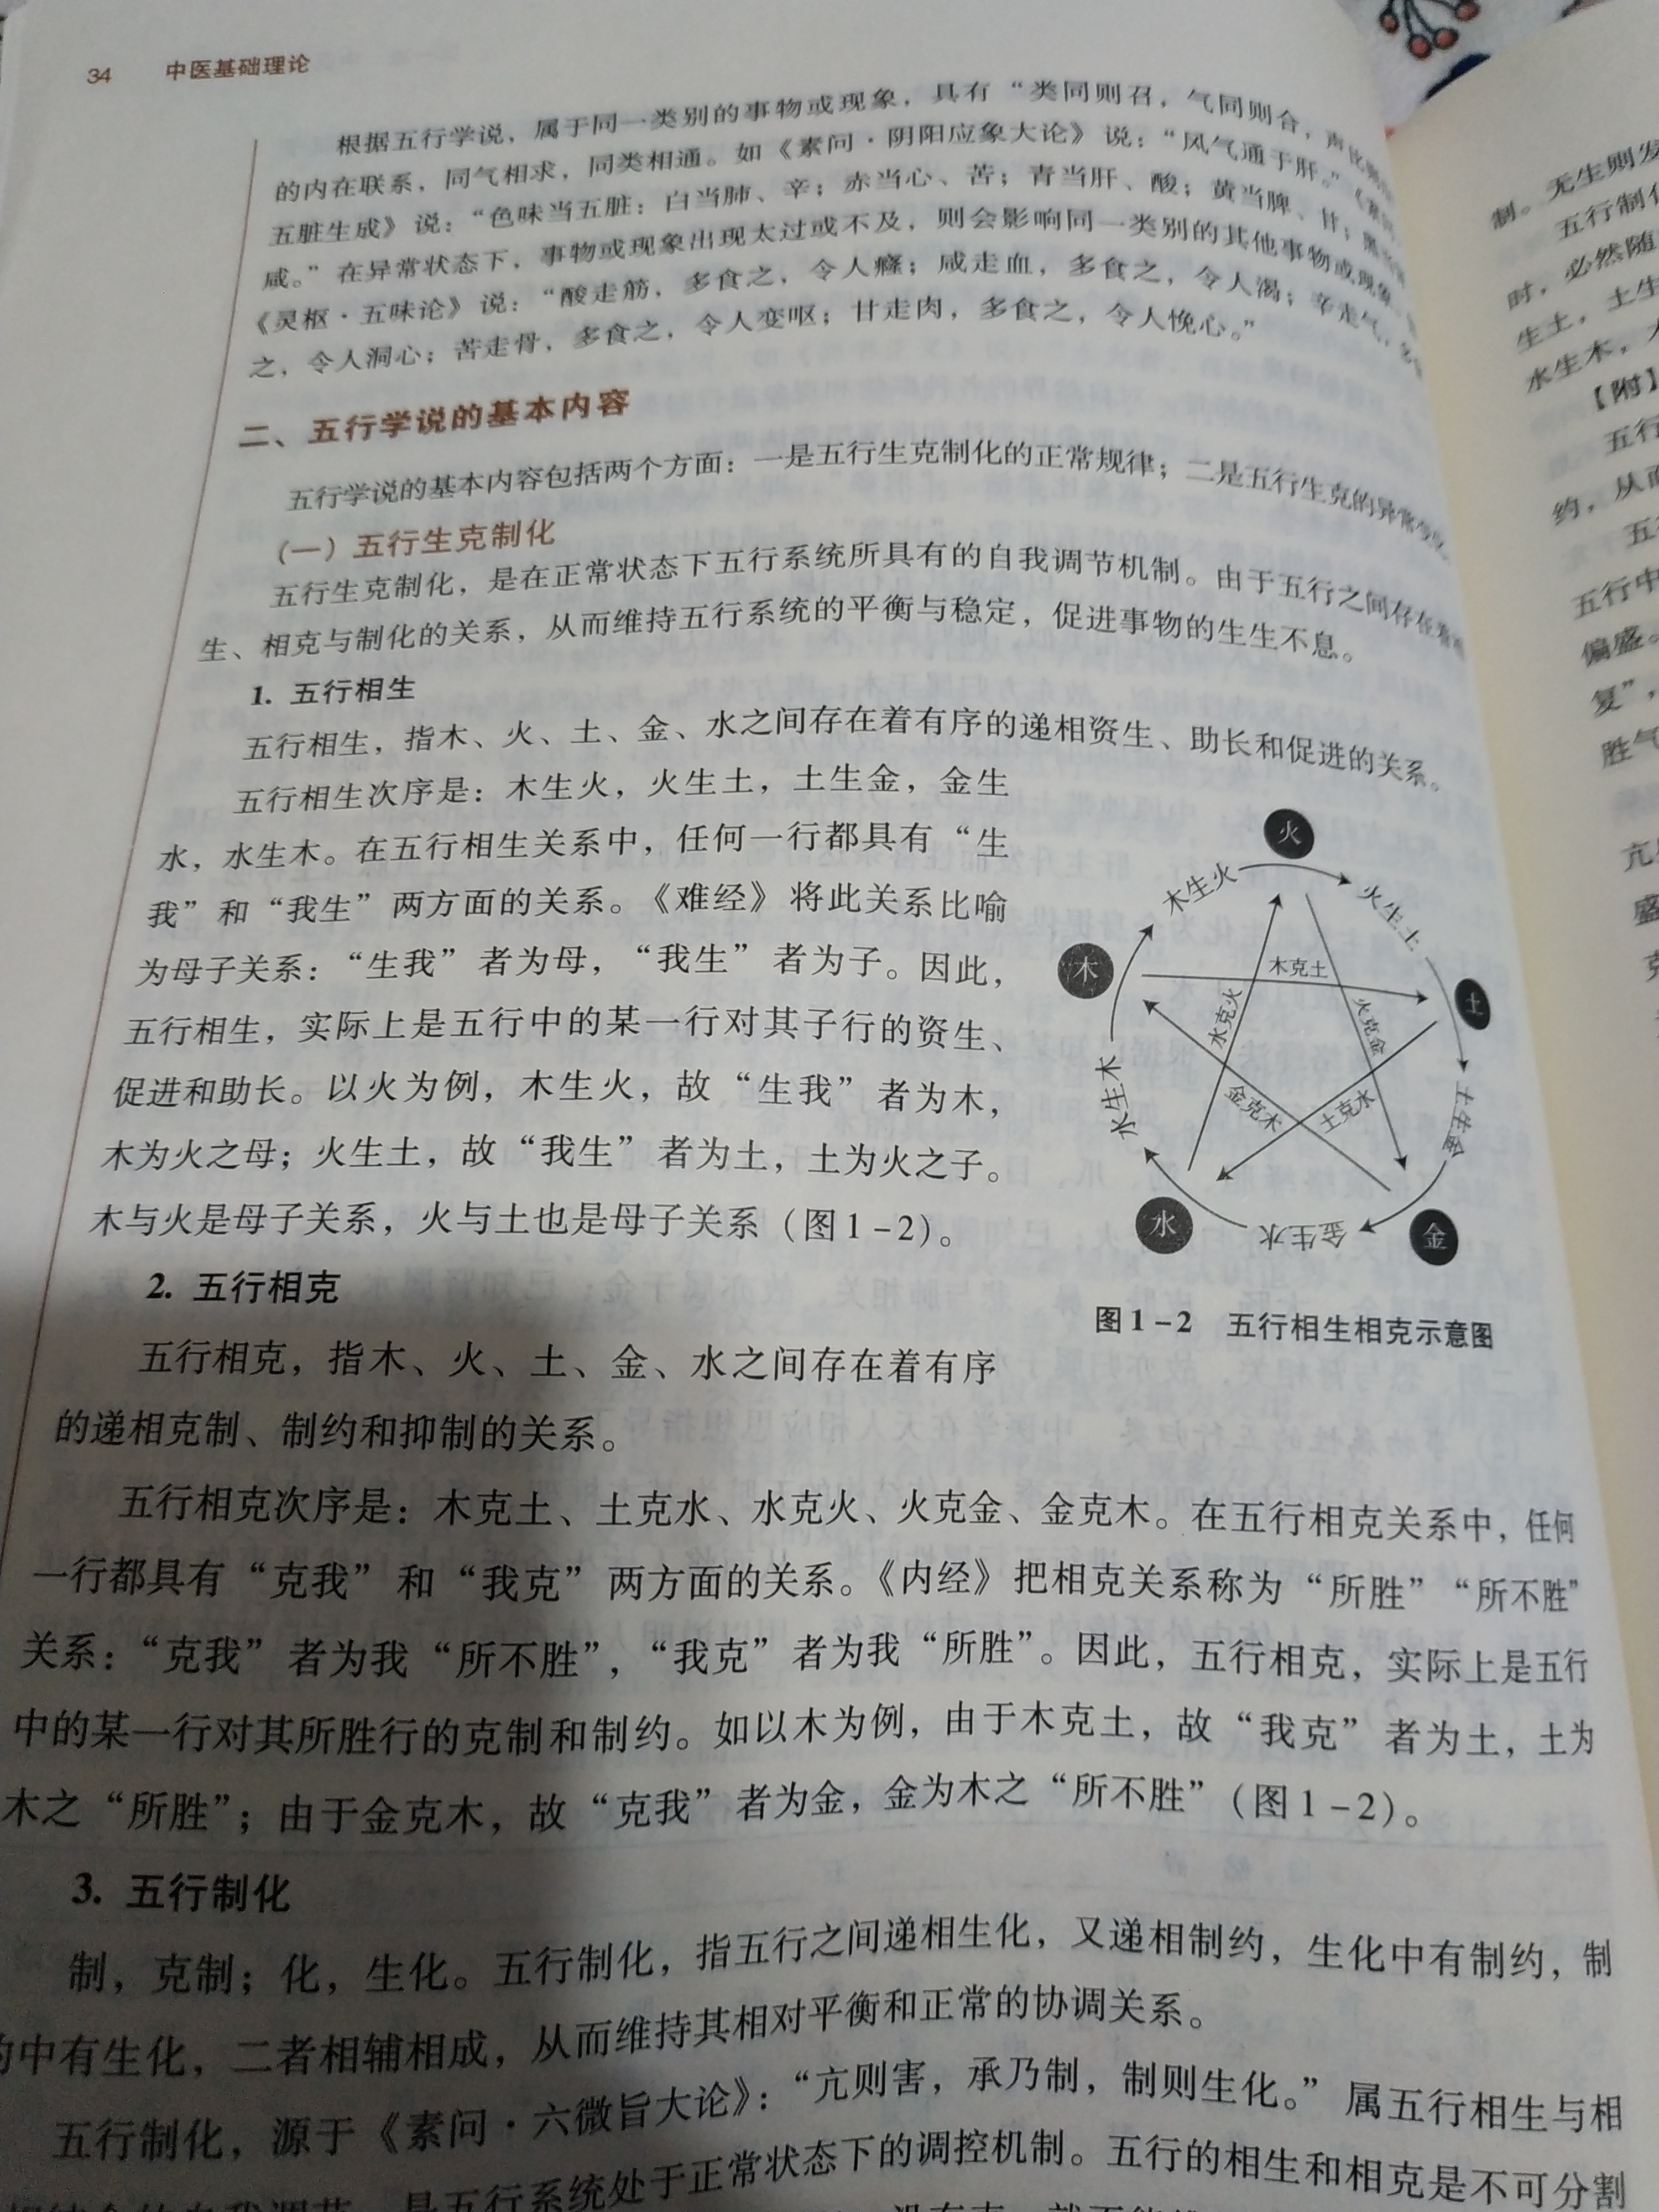 34 中医基础理论
根据五行学说，属于同一类别的事物或现象，具有“类同则召，气同则合，声比则
的内在联系，同气相求，同类相通。如《素问·阴阳应象大论》说：“风气通于肝。”《素
五脏生成》说：“色味当五脏：白当肺、辛；赤当心、苦；青当肝、酸；黄当脾、甘；黑
咸。”在异常状态下，事物或现象出现太过或不及，则会影响同一类别的其他事物或现象
《灵枢·五味论》说：“酸走筋，多食之，令人癃；咸走血，多食之，令人渴；辛走气，多
之，令人洞心；苦走骨，多食之，令人变呕；甘走肉，多食之，令人悗心。”
二、五行学说的基本内容
五行学说的基本内容包括两个方面：一是五行生克制化的正常规律；二是五行生克的异常
（一）五行生克制化
五行生克制化，是在正常状态下五行系统所具有的自我调节机制。由于五行之间存在着
生、相克与制化的关系，从而维持五行系统的平衡与稳定，促进事物的生生不息。
1. 五行相生
五行相生，指木、火、土、金、水之间存在着有序的递相资生、助长和促进的关系。
五行相生次序是：木生火，火生土，土生金，金生
水，水生木。在五行相生关系中，任何一行都具有“生
我”和“我生”两方面的关系。《难经》将此关系比喻
为母子关系：“生我”者为母，“我生”者为子。因此，
五行相生，实际上是五行中的某一行对其子行的资生、
促进和助长。以火为例，木生火，故“生我”者为木，
木为火之母；火生土，故“我生”者为土，土为火之子。
木与火是母子关系，火与土也是母子关系（图1-2）。
火
木生火
火生土
木
木克土
土
水克火
火克金
水生木
金克木
土克水
土生金
水
金生水
金
图1-2 五行相生相克示意图
2. 五行相克
五行相克，指木、火、土、金、水之间存在着有序
的递相克制、制约和抑制的关系。
五行相克次序是：木克土、土克水、水克火、火克金、金克木。在五行相克关系中，任何
一行都具有“克我”和“我克”两方面的关系。《内经》把相克关系称为“所胜”“所不胜”
关系：“克我”者为我“所不胜”，“我克”者为我“所胜”。因此，五行相克，实际上是五行
中的某一行对其所胜行的克制和制约。如以木为例，由于木克土，故“我克”者为土，土为
木之“所胜”；由于金克木，故“克我”者为金，金为木之“所不胜”（图1-2）。
3. 五行制化
制，克制；化，生化。五行制化，指五行之间递相生化，又递相制约，生化中有制约，制
中有生化，二者相辅相成，从而维持其相对平衡和正常的协调关系。
五行制化，源于《素问·六微旨大论》：“亢则害，承乃制，制则生化。”属五行相生与相
是五行系统处于正常状态下的调控机制。五行的相生和相克是不可分割
制。无生则发
五行制化
时，必然随
生土，土生
水生木，
【附】
五行
约，从而
五行
五行中
偏盛。
复”，
胜气
亢
盛
克